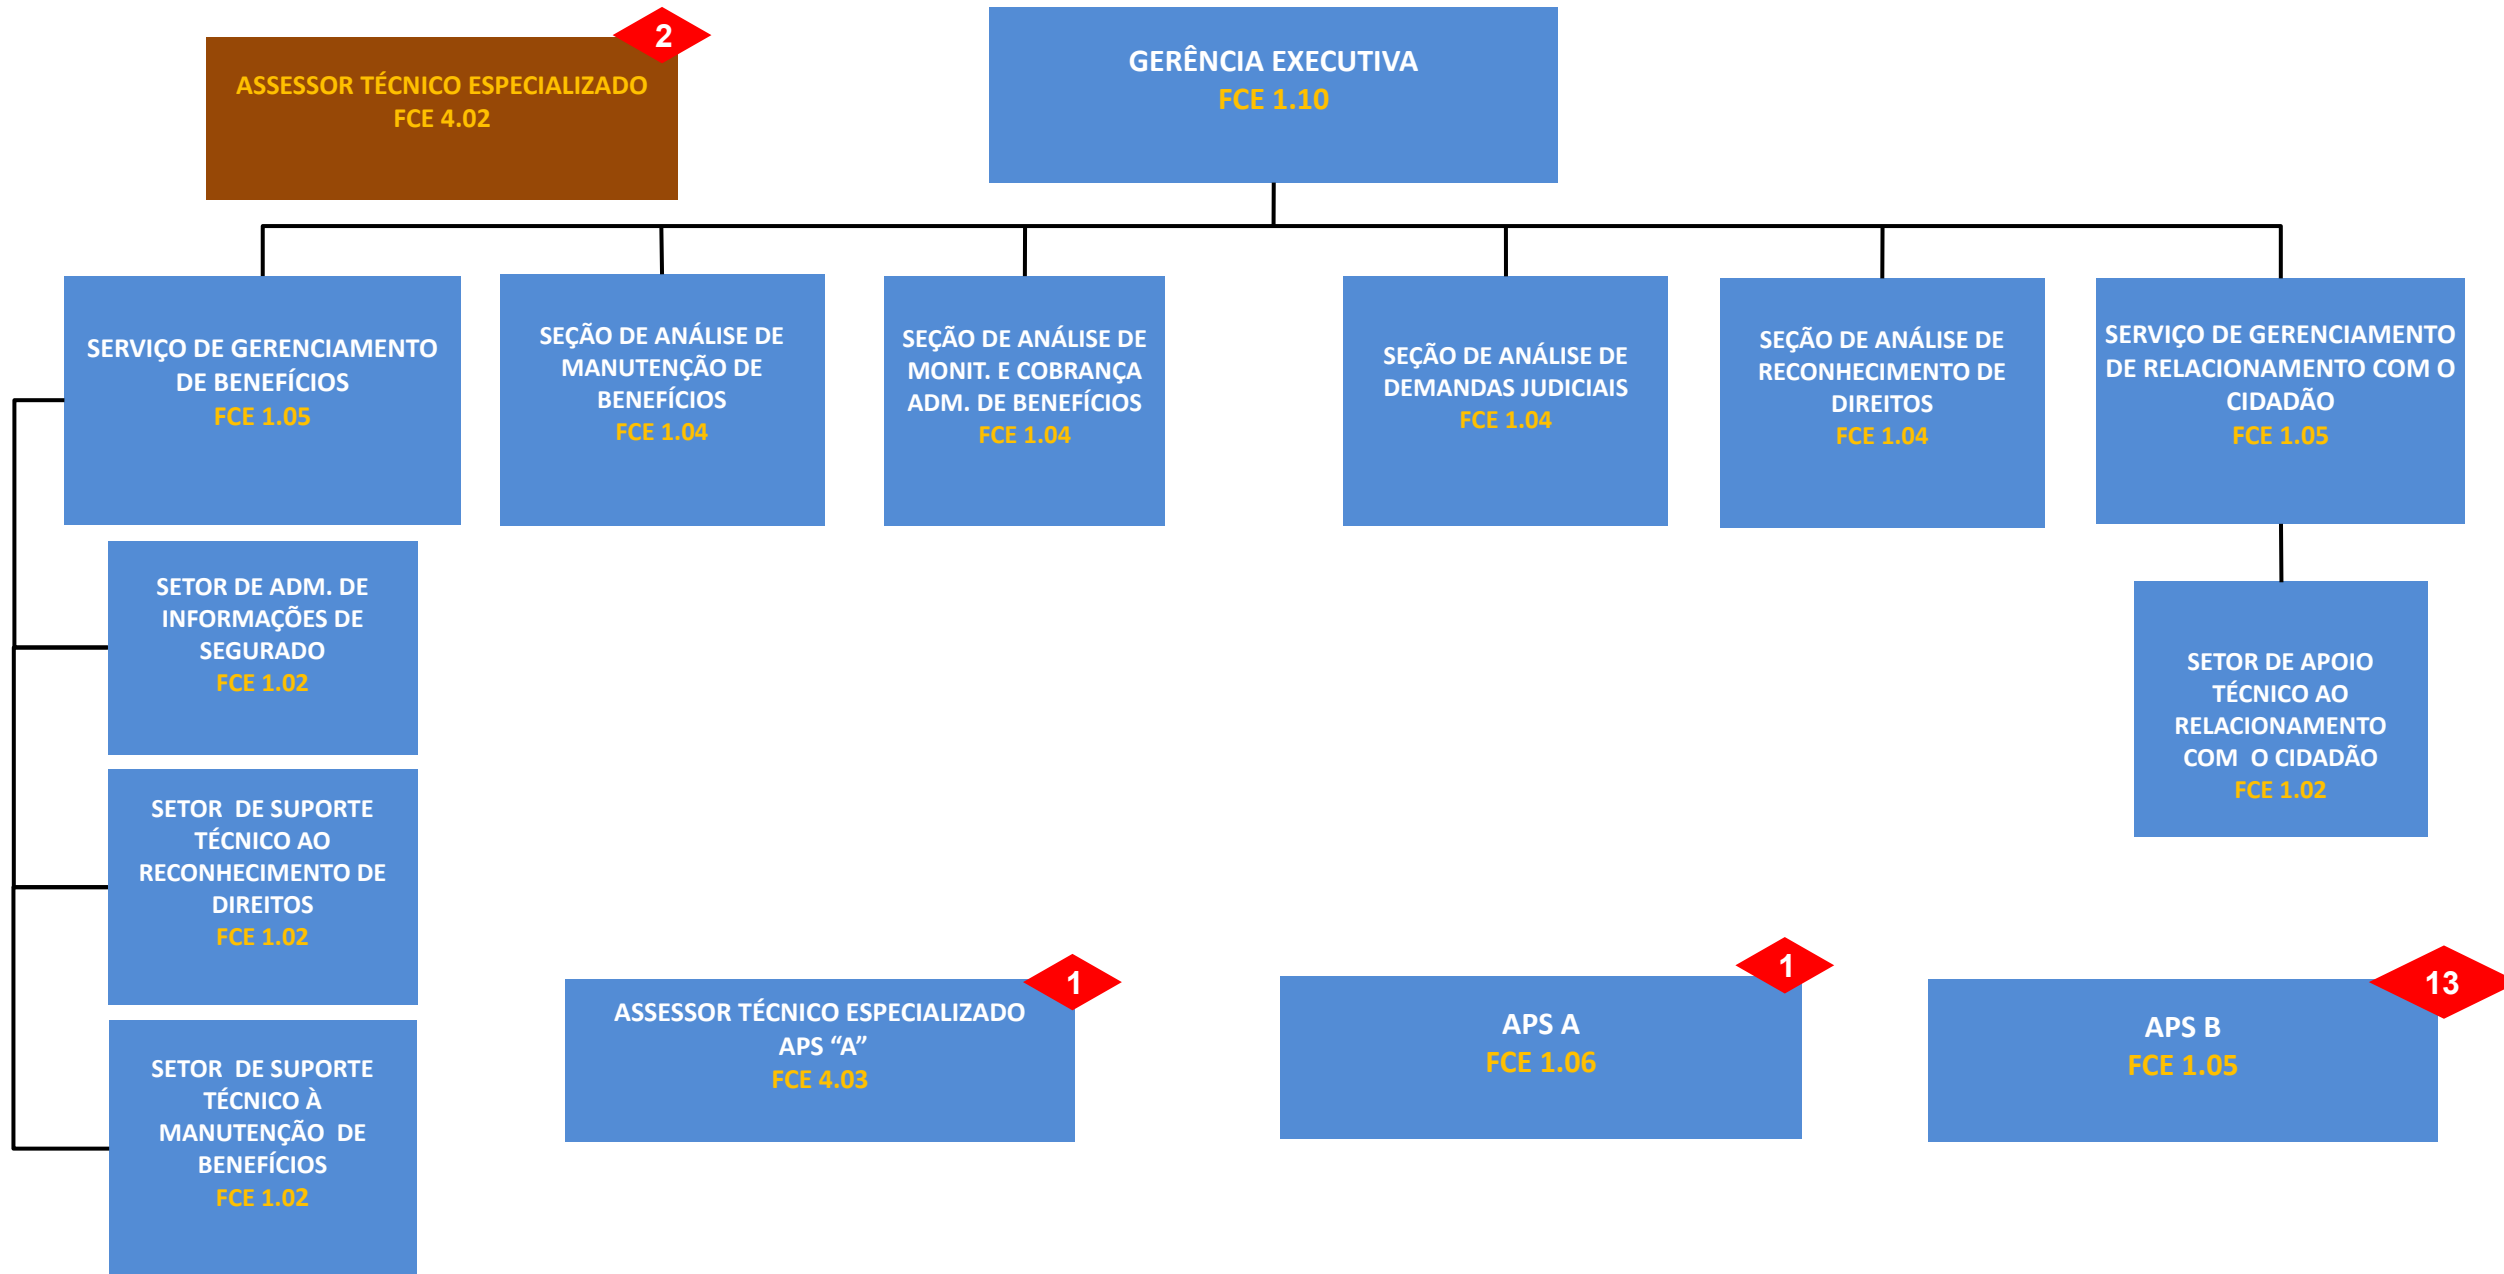 2
ASSESSOR TÉCNICO ESPECIALIZADO
FCE 4.02
GERÊNCIA EXECUTIVA
FCE 1.10
SERVIÇO DE GERENCIAMENTO
DE BENEFÍCIOS
FCE 1.05
SEÇÃO DE ANÁLISE DE
MANUTENÇÃO DE
BENEFÍCIOS
FCE 1.04
SEÇÃO DE ANÁLISE DE
MONIT. E COBRANÇA
ADM. DE BENEFÍCIOS
FCE 1.04
SEÇÃO DE ANÁLISE DE
DEMANDAS JUDICIAIS
FCE 1.04
SEÇÃO DE ANÁLISE DE
RECONHECIMENTO DE
DIREITOS
FCE 1.04
SERVIÇO DE GERENCIAMENTO
DE RELACIONAMENTO COM O
CIDADÃO
FCE 1.05
SETOR DE ADM. DE
INFORMAÇÕES DE
SEGURADO
FCE 1.02
SETOR DE APOIO
TÉCNICO AO
RELACIONAMENTO
COM O CIDADÃO
FCE 1.02
SETOR DE SUPORTE
TÉCNICO AO
RECONHECIMENTO DE
DIREITOS
FCE 1.02
SETOR DE SUPORTE
TÉCNICO À
MANUTENÇÃO DE
BENEFÍCIOS
FCE 1.02
1
ASSESSOR TÉCNICO ESPECIALIZADO
APS “A”
FCE 4.03
1
APS A
FCE 1.06
13
APS B
FCE 1.05